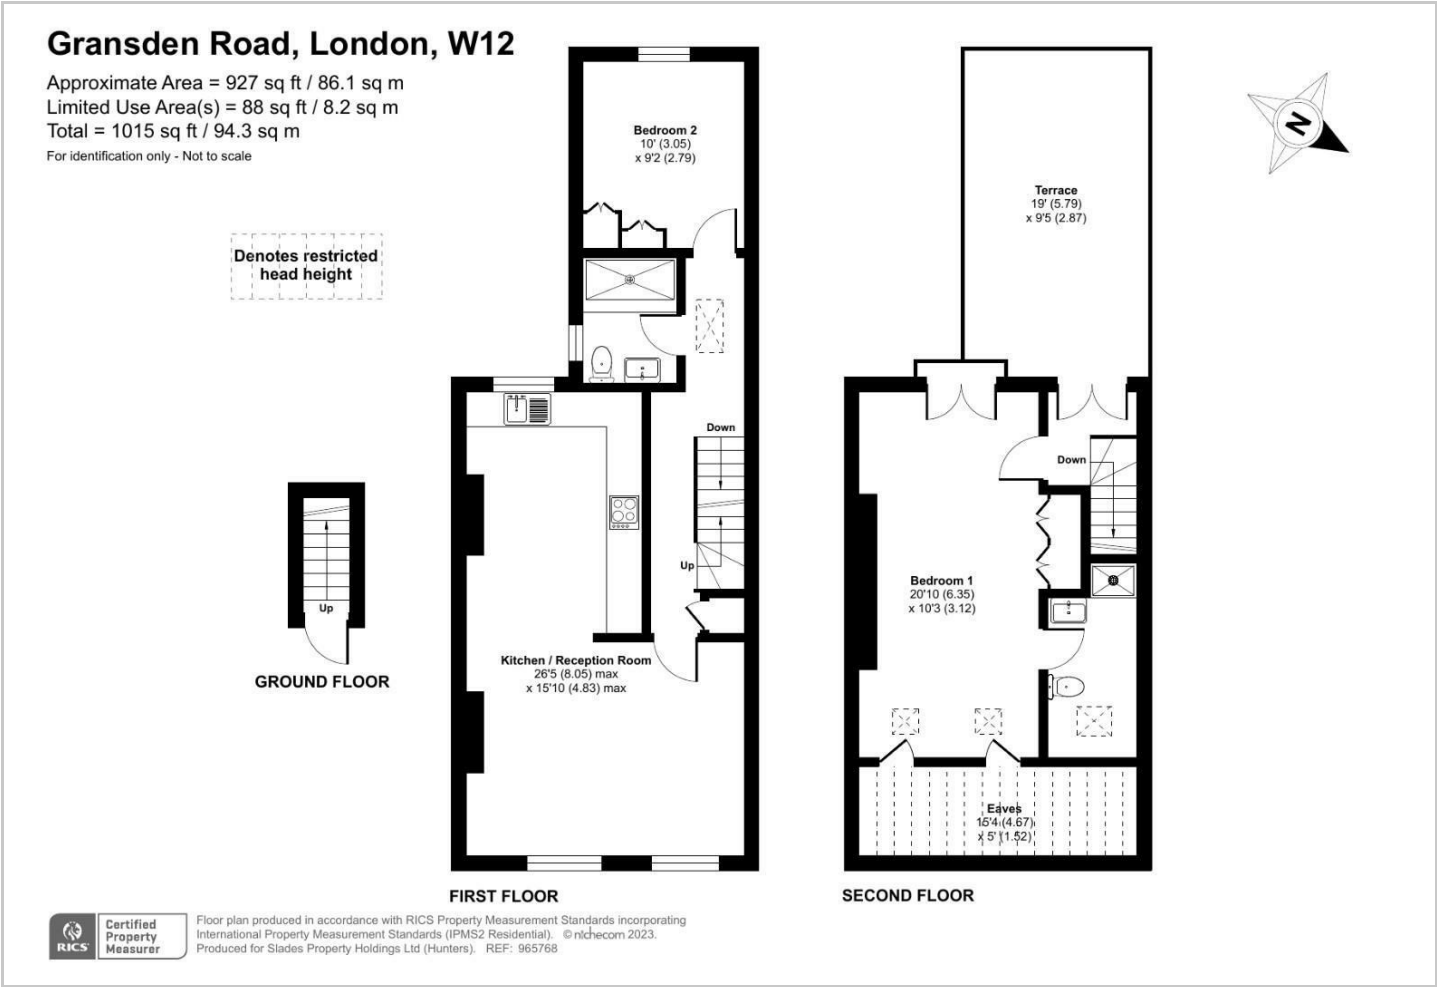 Gransden Road, London, W12
Approximate Area = 927 sq ft / 86.1 sq m
Limited Use Area(s) = 88 sq ft / 8.2 sq m
Total = 1015 sq ft / 94.3 sq m
For identification only - Not to scale
Denotes restricted
head height
Up
GROUND FLOOR
Bedroom 2
10' (3.05)
x 9'2 (2.79)
Down
Up
Kitchen / Reception Room
26'5 (8.05) max
x 15'10 (4.83) max
FIRST FLOOR
Terrace
19' (5.79)
x 9'5 (2.87)
Down
Bedroom 1
20'10 (6.35)
x 10'3 (3.12)
Eaves
15'4 (4.67)
x 5' (1.52)
SECOND FLOOR
N
RICS
Certified
Property
Measurer
Floor plan produced in accordance with RICS Property Measurement Standards incorporating
International Property Measurement Standards (IPMS2 Residential). © nichecom 2023.
Produced for Slades Property Holdings Ltd (Hunters). REF: 965768